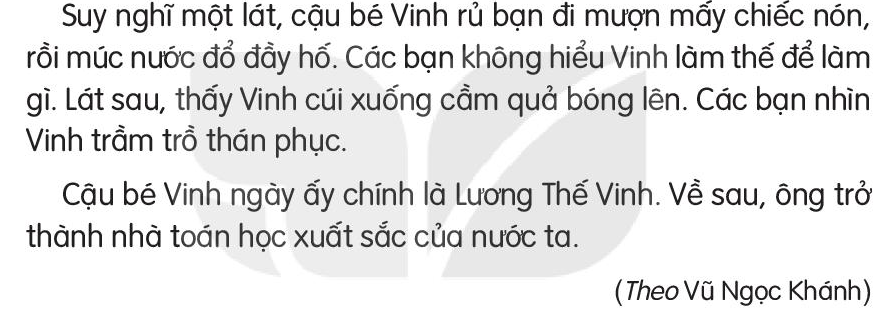 Suy nghĩ một lát, cậu bé Vinh rủ bạn đi mượn mấy chiếc nón,
rồi múc nước đổ đầy hố. Các bạn không hiểu Vinh làm thế để làm
gì. Lát sau, thấy Vinh cúi xuống cầm quả bóng lên. Các bạn nhìn
Vinh trầm trồ thán phục.
Cậu bé Vinh ngày ấy chính là Lương Thế Vinh. Về sau, ông trở
thành nhà toán học xuất sắc của nước ta.
(Theo Vũ Ngọc Khánh)